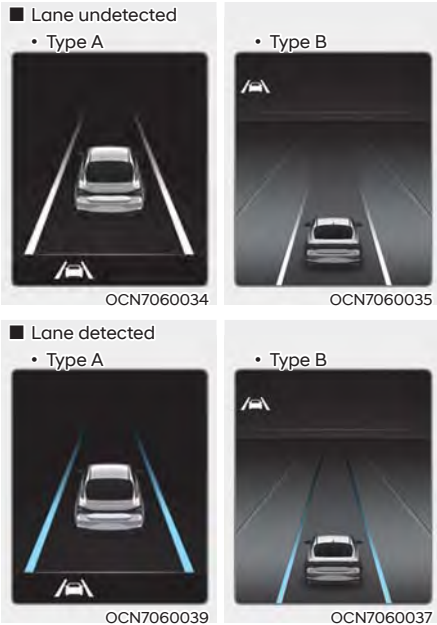 ■ Lane undetected
• Type A
• Type B
OCN7060034
OCN7060035
■ Lane detected
• Type A
• Type B
OCN7060039
OCN7060037